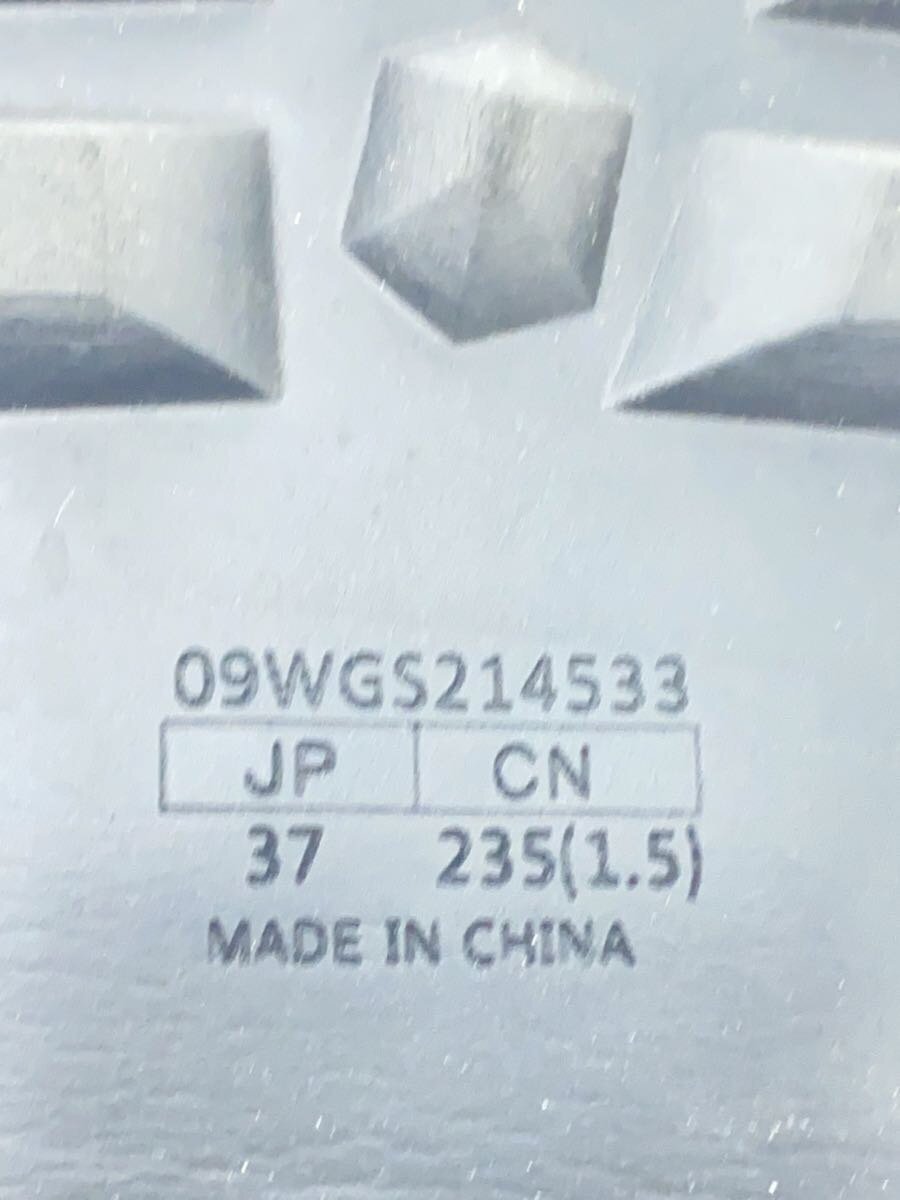 09WGS214533
JP CN
37 235(1.5)
MADE IN CHINA